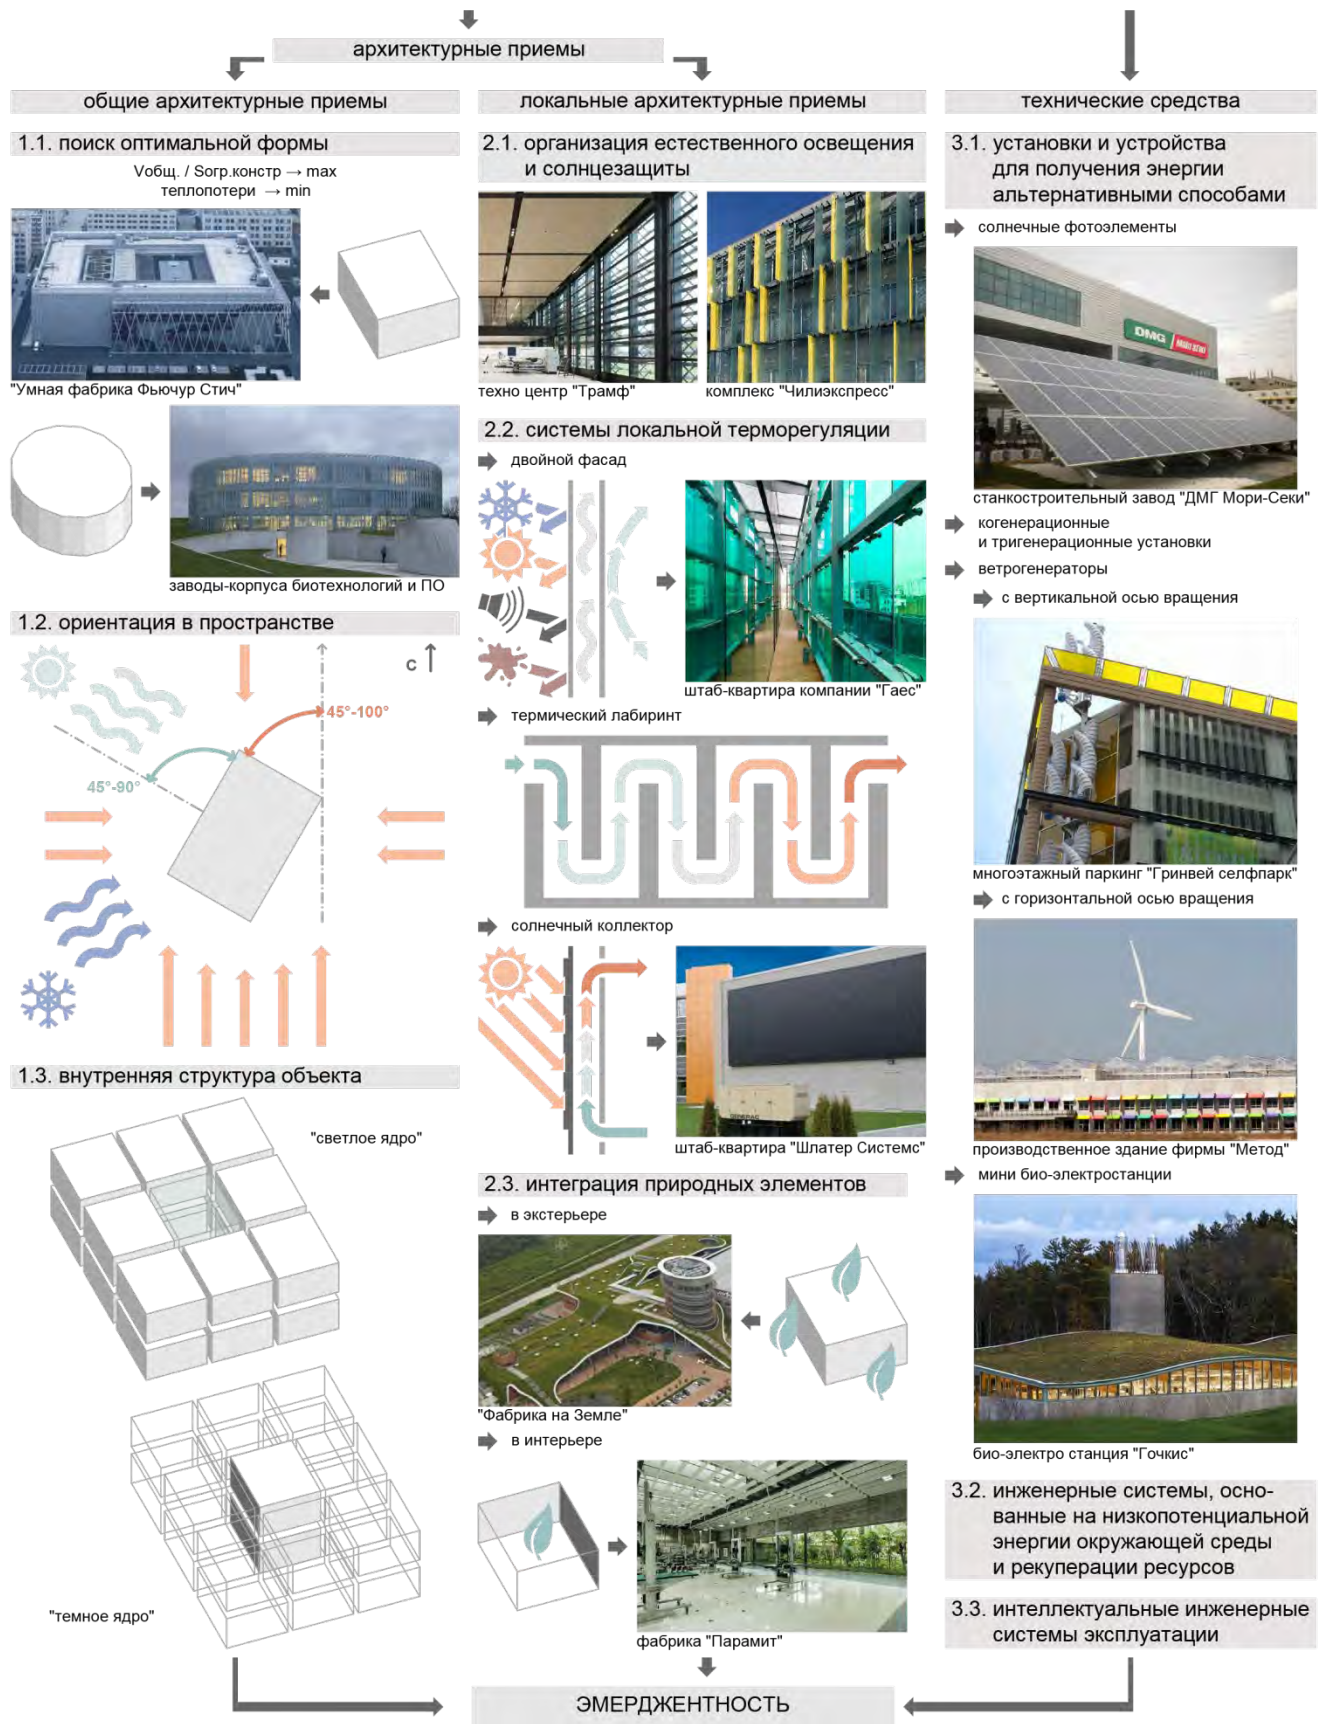 архитектурные приемы
общие архитектурные приемы
1.1. поиск оптимальной формы
Vобщ. / Sогр.констр → max
теплопотери → min
"Умная фабрика Фьючур Стич"
заводы-корпуса биотехнологий и ПО
1.2. ориентация в пространстве
с
45°-100°
45°-90°
1.3. внутренняя структура объекта
"светлое ядро"
"темное ядро"
локальные архитектурные приемы
2.1. организация естественного освещения
и солнцезащиты
техно центр "Трамф"
комплекс "Чилиэкспресс"
2.2. системы локальной терморегуляции
двойной фасад
штаб-квартира компании "Гаес"
термический лабиринт
солнечный коллектор
GENERAC
штаб-квартира "Шлатер Системс"
2.3. интеграция природных элементов
в экстерьере
"Фабрика на Земле"
в интерьере
фабрика "Парамит"
технические средства
3.1. установки и устройства
для получения энергии
альтернативными способами
солнечные фотоэлементы
DMG MORI SEIKI
станкостроительный завод "ДМГ Мори-Секи"
когенерационные
и тригенерационные установки
ветрогенераторы
с вертикальной осью вращения
многоэтажный паркинг "Гринвей селфпарк"
с горизонтальной осью вращения
производственное здание фирмы "Метод"
мини био-электростанции
био-электро станция "Гочкис"
3.2. инженерные системы, осно-
ванные на низкопотенциальной
энергии окружающей среды
и рекуперации ресурсов
3.3. интеллектуальные инженерные
системы эксплуатации
ЭМЕРДЖЕНТНОСТЬ